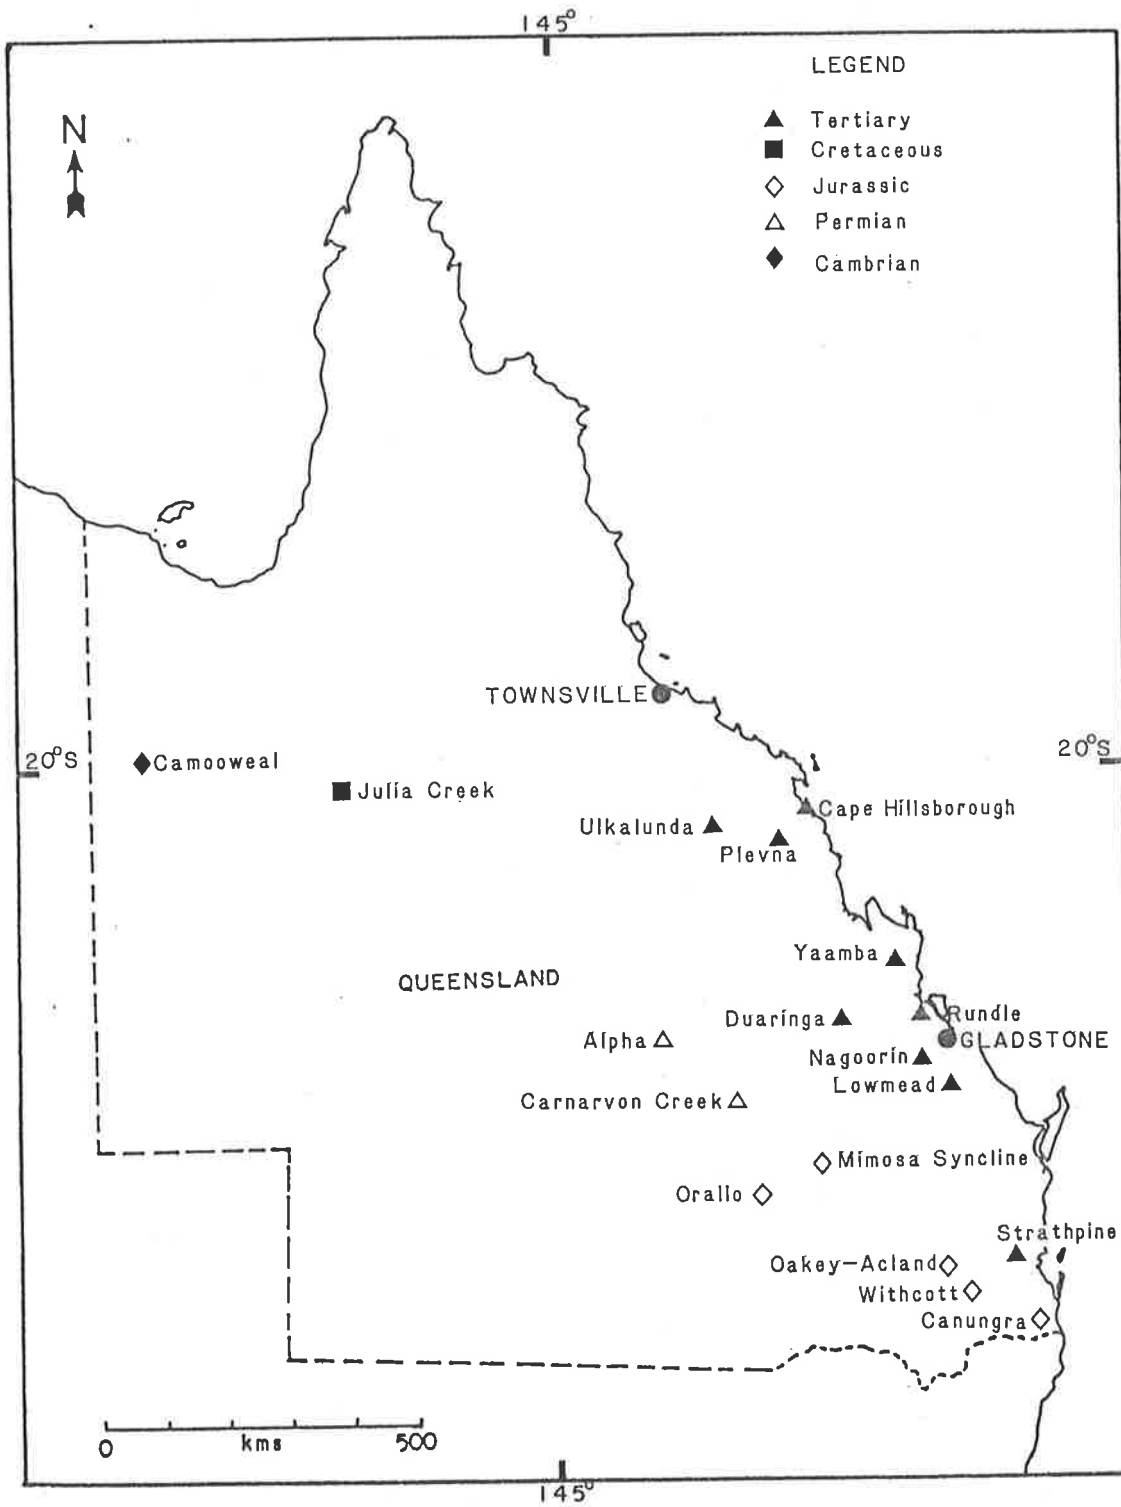 145°
LEGEND
N
Tertiary
Cretaceous
Jurassic
Permian
Cambrian
TOWNSVILLE
20°S
20°S
Camooweal
Julia Creek
Cape Hillsborough
Ulkalunda
Plevna
Yaamba
QUEENSLAND
Duaringa
Rundle
Alpha
GLADSTONE
Nagoorin
Lowmead
Carnarvon Creek
Mimosa Syncline
Orallo
Strathpine
Oakey-Acland
Withcott
Canungra
0 kms 500
145°